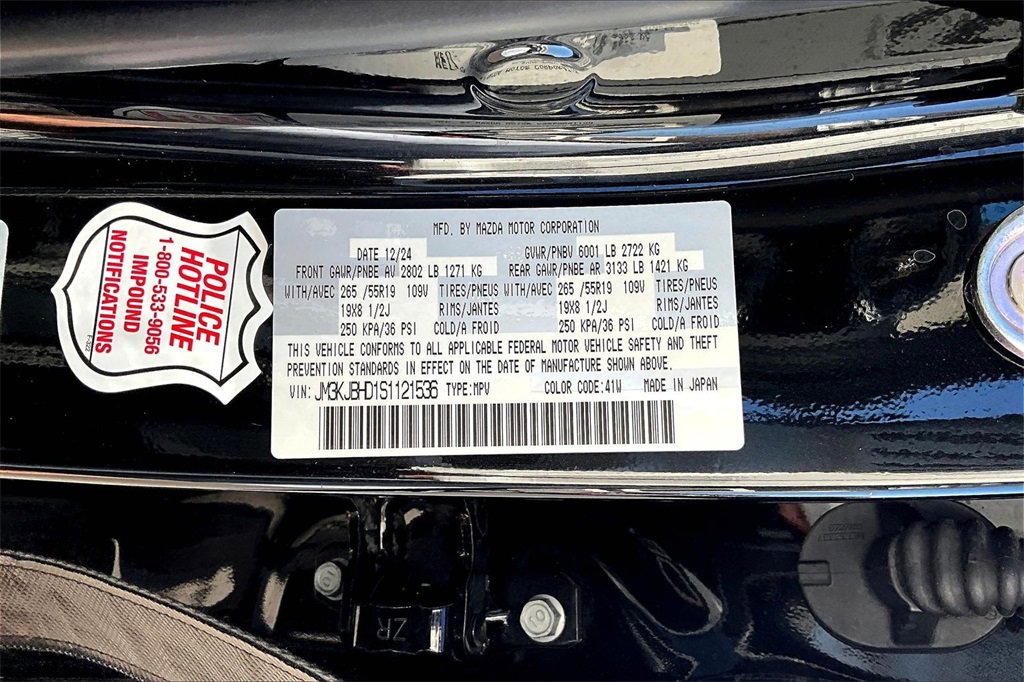 MFD. BY MAZDA MOTOR CORPORATION
DATE 12/24 GVWR/PNBV 6001 LB 2722 KG
FRONT GAWR/PNBE AV 2802 LB 1271 KG REAR GAWR/PNBE AR 3133 LB 1421 KG
WITH/AVEC 265 /55R19 109V TIRES/PNEUS WITH/AVEC 265 /55R19 109V TIRES/PNEUS
19X8 1/2J RIMS/JANTES 19X8 1/2J RIMS/JANTES
250 KPA/36 PSI COLD/A FROID 250 KPA/36 PSI COLD/A FROID
THIS VEHICLE CONFORMS TO ALL APPLICABLE FEDERAL MOTOR VEHICLE SAFETY AND THEFT
PREVENTION STANDARDS IN EFFECT ON THE DATE OF MANUFACTURE SHOWN ABOVE.
VIN: JM3KJBHD1S1121536 TYPE:MPV COLOR CODE:41W MADE IN JAPAN
POLICE
HOTLINE
1-800-533-9056
IMPOUND
NOTIFICATIONS
ZR